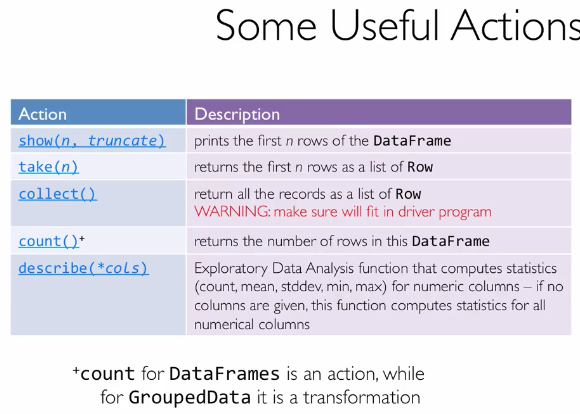 Some Useful Actions
Action Description
show(n, truncate) prints the first n rows of the DataFrame
take(n) returns the first n rows as a list of Row
collect() return all the records as a list of Row
WARNING: make sure will fit in driver program
count()+ returns the number of rows in this DataFrame
describe(*cols) Exploratory Data Analysis function that computes statistics
(count, mean, stddev, min, max) for numeric columns – if no
columns are given, this function computes statistics for all
numerical columns
+count for DataFrames is an action, while
for GroupedData it is a transformation